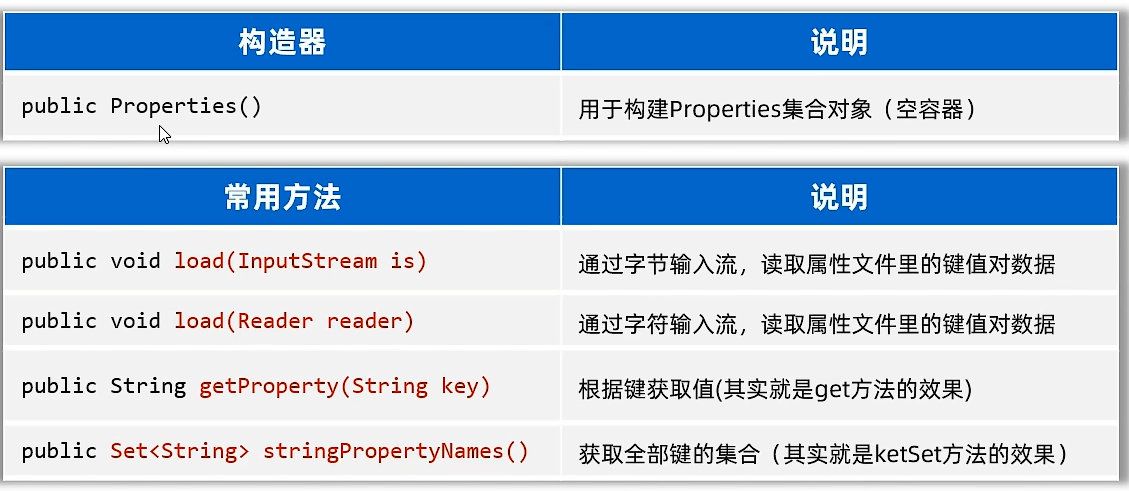 构造器 说明
public Properties() 用于构建Properties集合对象（空容器）
常用方法 说明
public void load(InputStream is) 通过字节输入流，读取属性文件里的键值对数据
public void load(Reader reader) 通过字符输入流，读取属性文件里的键值对数据
public String getProperty(String key) 根据键获取值(其实就是get方法的效果)
public Set<String> stringPropertyNames() 获取全部键的集合（其实就是ketSet方法的效果）